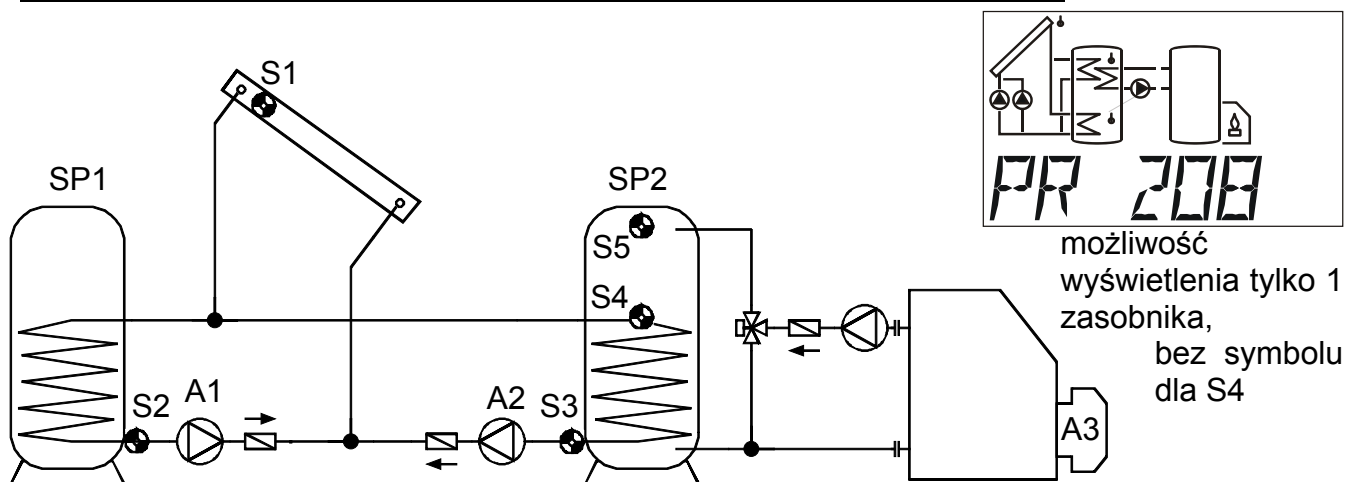 S1
SP1
SP2
S5
S4
S2
A1
A2
S3
A3
PR 208
możliwość
wyświetlenia tylko 1
zasobnika,
bez symbolu
dla S4